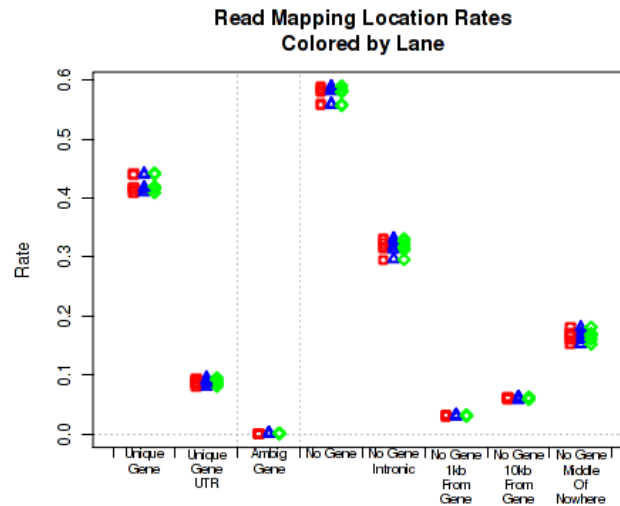 Read Mapping Location Rates
Colored by Lane
Rate
0.6
0.5
0.4
0.3
0.2
0.1
0.0
Unique
Gene
Unique
Gene
UTR
Ambig
Gene
No Gene
No Gene
Intronic
No Gene
1kb
From
Gene
No Gene
10kb
From
Gene
No Gene
Middle
Of
Nowhere